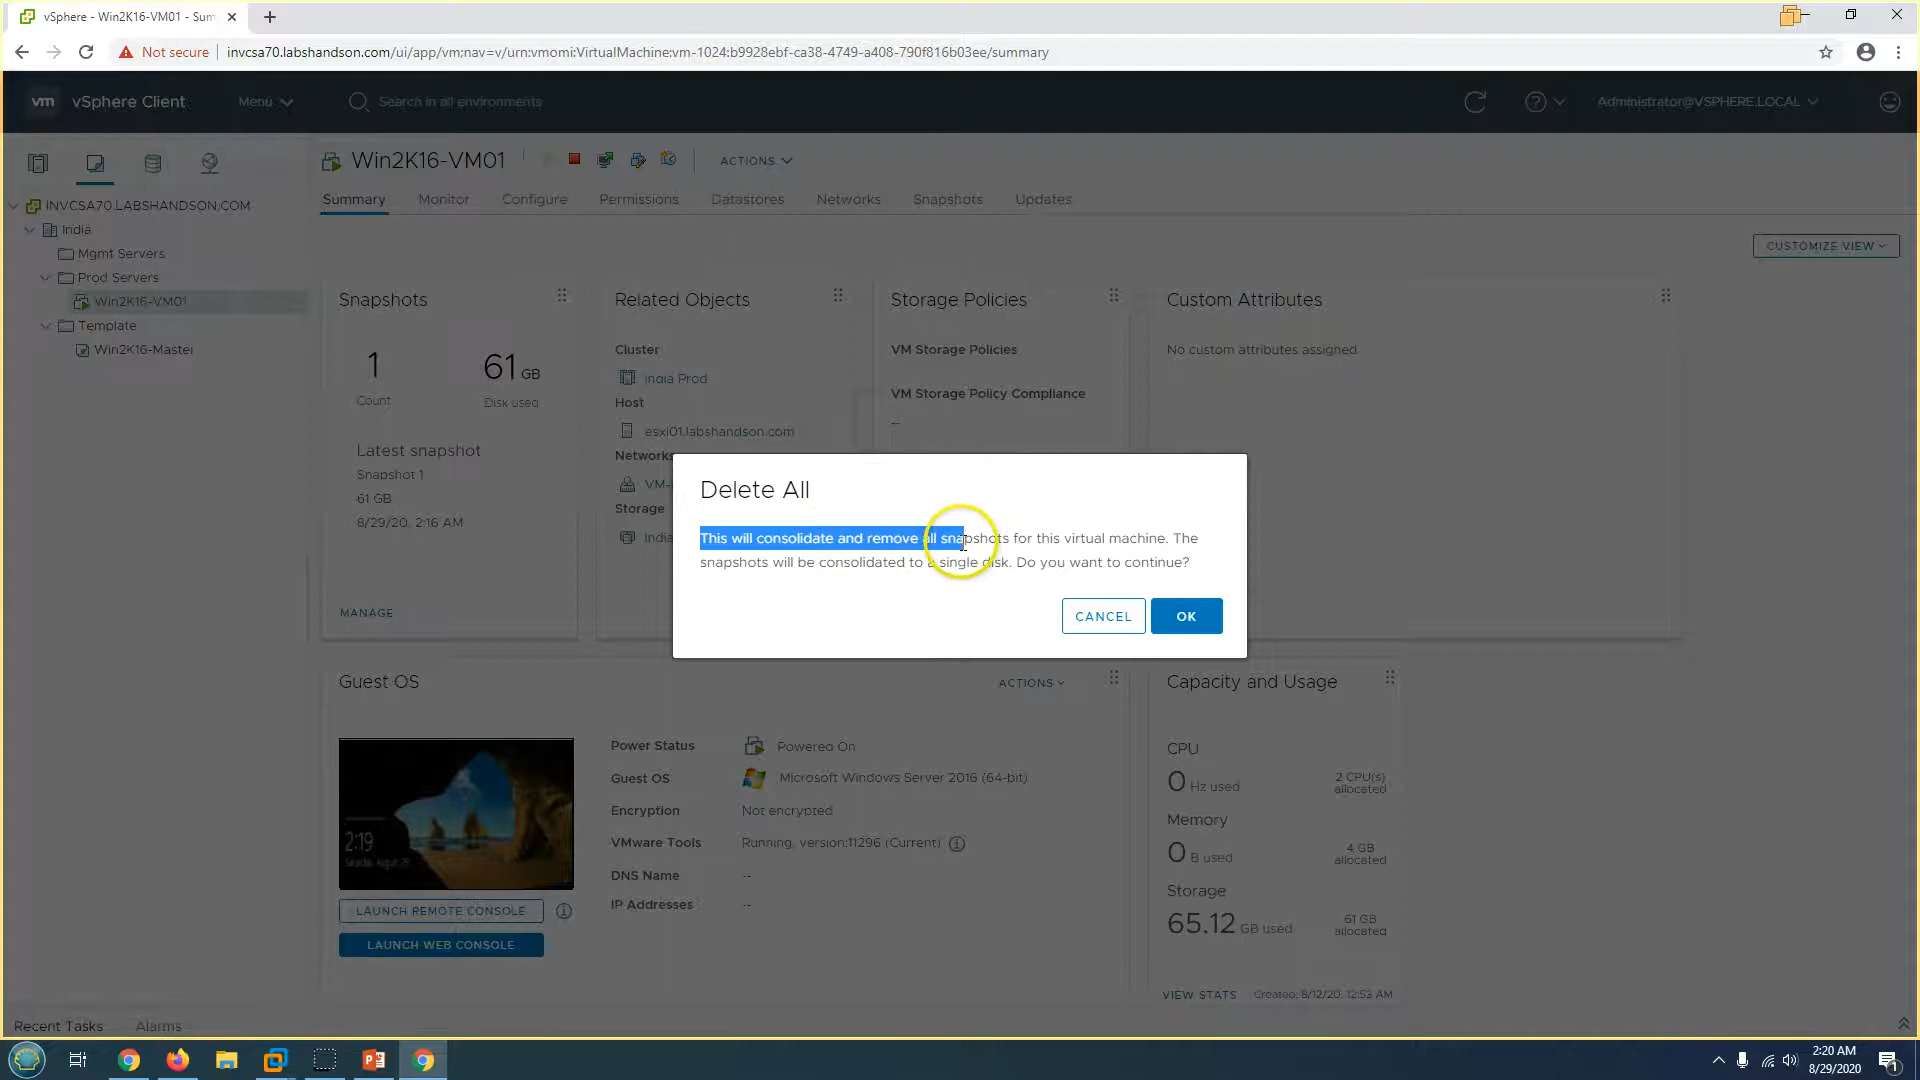 vSphere - Win2K16-VM01 - Sum
Not secure
invcsa70.labshandson.com/ui/app/vm;nav=v/urn:vmomi:VirtualMachine:vm-1024:b9928ebf-ca38-4749-a408-790f816b03ee/summary
vm vSphere Client
Menu
Search in all environments
Administrator@VSPHERE.LOCAL
Win2K16-VM01
ACTIONS
Summary Monitor Configure Permissions Datastores Networks Snapshots Updates
INVCSA70.LABSHANDSON.COM
India
Mgmt Servers
Prod Servers
Win2K16-VM01
Template
Win2K16-Master
CUSTOMIZE VIEW
Snapshots
1
Count
61 GB
Disk used
Latest snapshot
Snapshot 1
61 GB
8/29/20, 2:16 AM
MANAGE
Related Objects
Cluster
India Prod
Host
esxi01.labshandson.com
Networks
VM-
Storage
India
Storage Policies
VM Storage Policies
VM Storage Policy Compliance
--
Custom Attributes
No custom attributes assigned
Delete All
This will consolidate and remove all snapshots for this virtual machine. The
snapshots will be consolidated to a single disk. Do you want to continue?
CANCEL OK
Guest OS
ACTIONS
2:19
LAUNCH REMOTE CONSOLE
LAUNCH WEB CONSOLE
Power Status Powered On
Guest OS Microsoft Windows Server 2016 (64-bit)
Encryption Not encrypted
VMware Tools Running, version:11296 (Current)
DNS Name --
IP Addresses --
Capacity and Usage
CPU
0 Hz used
2 CPU(s)
allocated
Memory
0 B used
4 GB
allocated
Storage
65.12 GB used
61 GB
allocated
VIEW STATS Created: 8/12/20, 12:53 AM
Recent Tasks Alarms
2:20 AM
8/29/2020
1